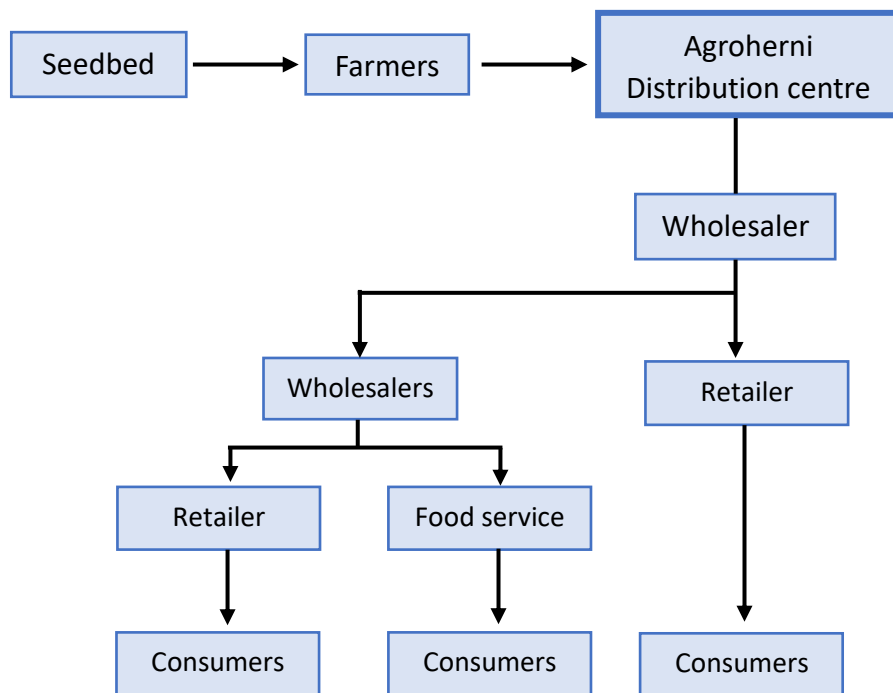 Seedbed
Farmers
Agroherni
Distribution centre
Wholesaler
Wholesalers
Retailer
Retailer
Food service
Consumers
Consumers
Consumers